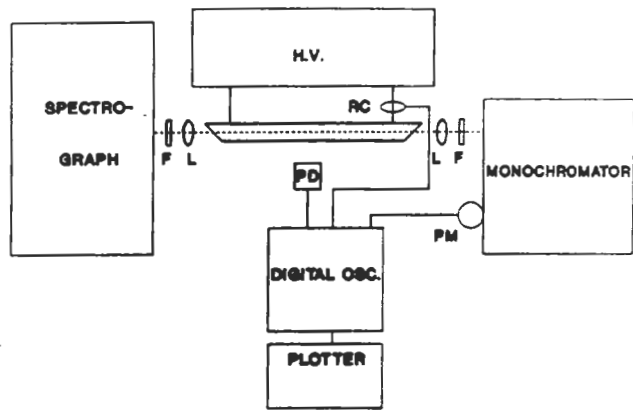 H.V.
RC
SPECTRO-
GRAPH
F L
L F
MONOCHROMATOR
PD
PM
DIGITAL OSC.
PLOTTER